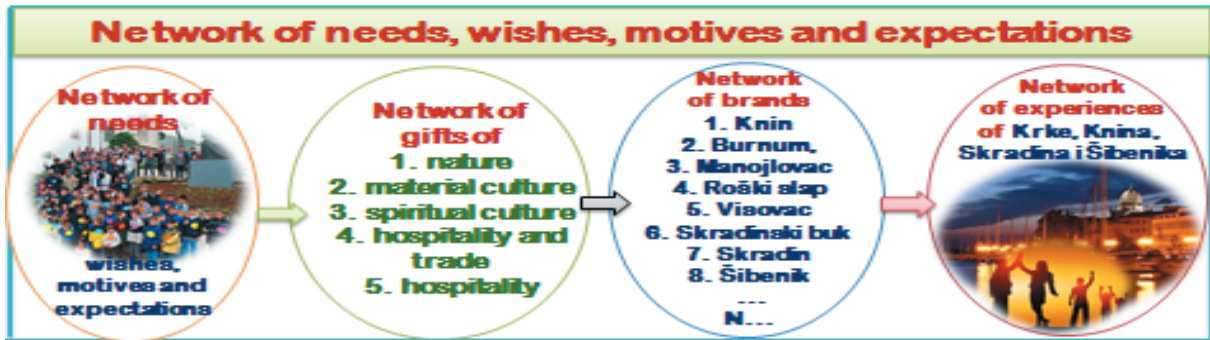 Network of needs, wishes, motives and expectations
Network of
needs
wishes,
motives and
expectations
Network of
gifts of
1. nature
2. material culture
3. spiritual culture
4. hospitality and
trade
5. hospitality
Network
of brands
1. Knin
2. Burnum,
3. Manojlovac
4. Roški slap
5. Visovac
6. Skradinski buk
7. Skradin
8. Šibenik
...
N...
Network
of experiences
of Krke, Knina,
Skradina i Šibenika